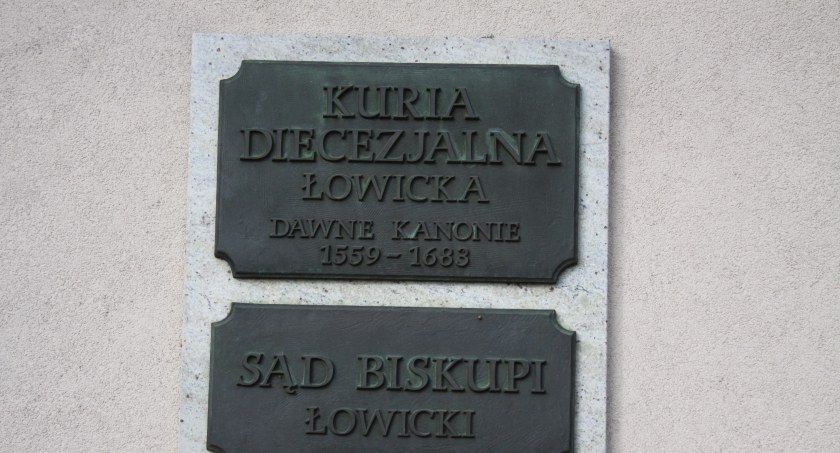 KURIA
DIECEZJALNA
ŁOWICKA
DAWNE KANONIE
1559 – 1683
SĄD BISKUPI
ŁOWICKI